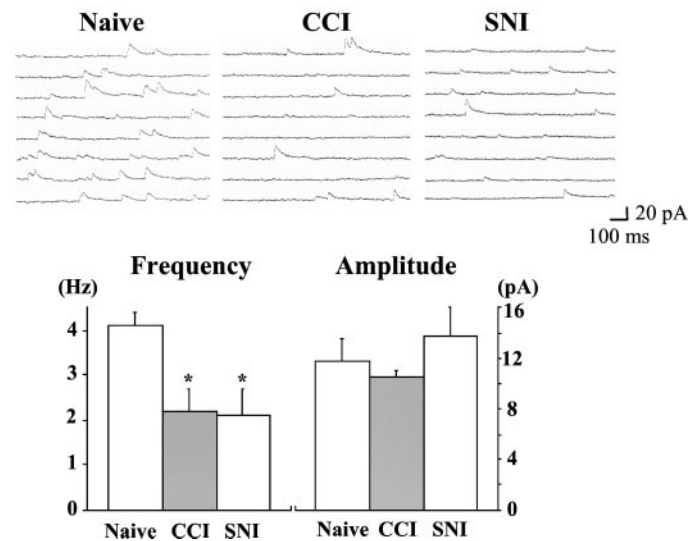 Naive CCI SNI
20 pA
100 ms
Frequency Amplitude
(Hz) (pA)
4
3
2
1
0
* *
16
12
8
4
0
Naive CCI SNI Naive CCI SNI